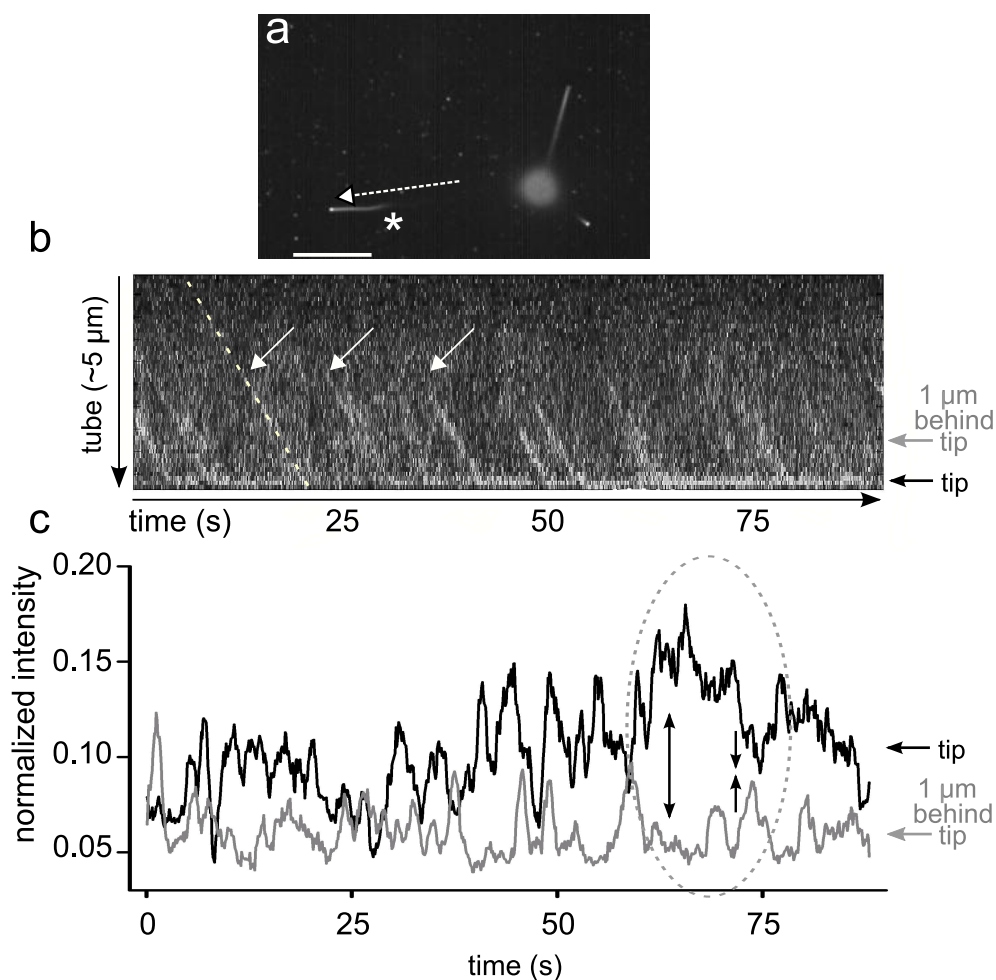 a
*
b
tube (~5 μm)
1 μm
behind
tip
tip
time (s) 25 50 75
c
normalized intensity
0.20
0.15
0.10
0.05
tip
1 μm
behind
tip
0 25 50 75
time (s)